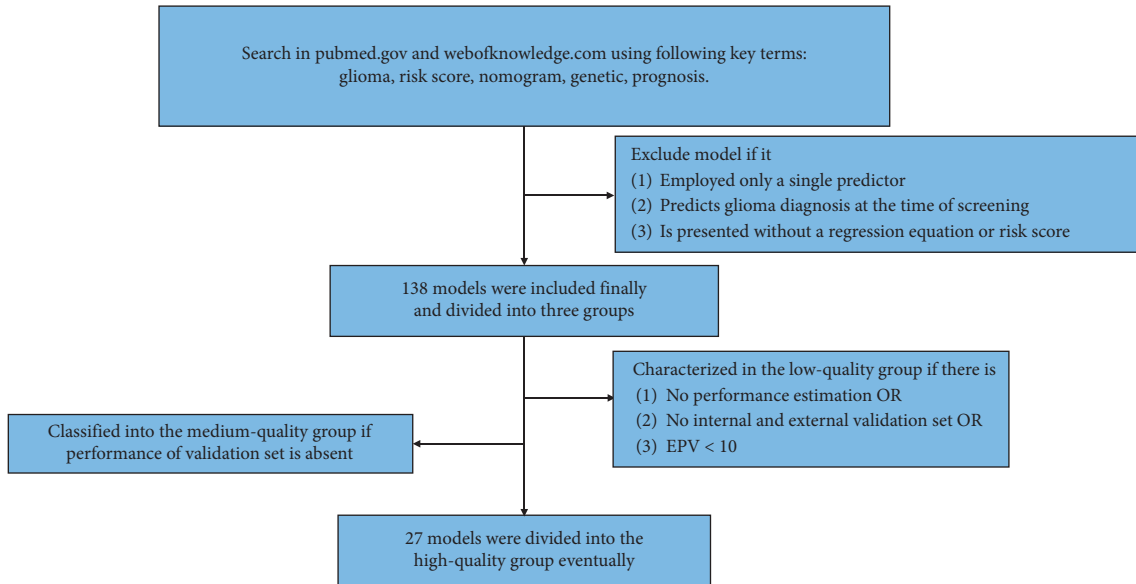 Search in pubmed.gov and webofknowledge.com using following key terms:
glioma, risk score, nomogram, genetic, prognosis.
Exclude model if it
(1) Employed only a single predictor
(2) Predicts glioma diagnosis at the time of screening
(3) Is presented without a regression equation or risk score
138 models were included finally
and divided into three groups
Characterized in the low-quality group if there is
(1) No performance estimation OR
(2) No internal and external validation set OR
(3) EPV < 10
Classified into the medium-quality group if
performance of validation set is absent
27 models were divided into the
high-quality group eventually